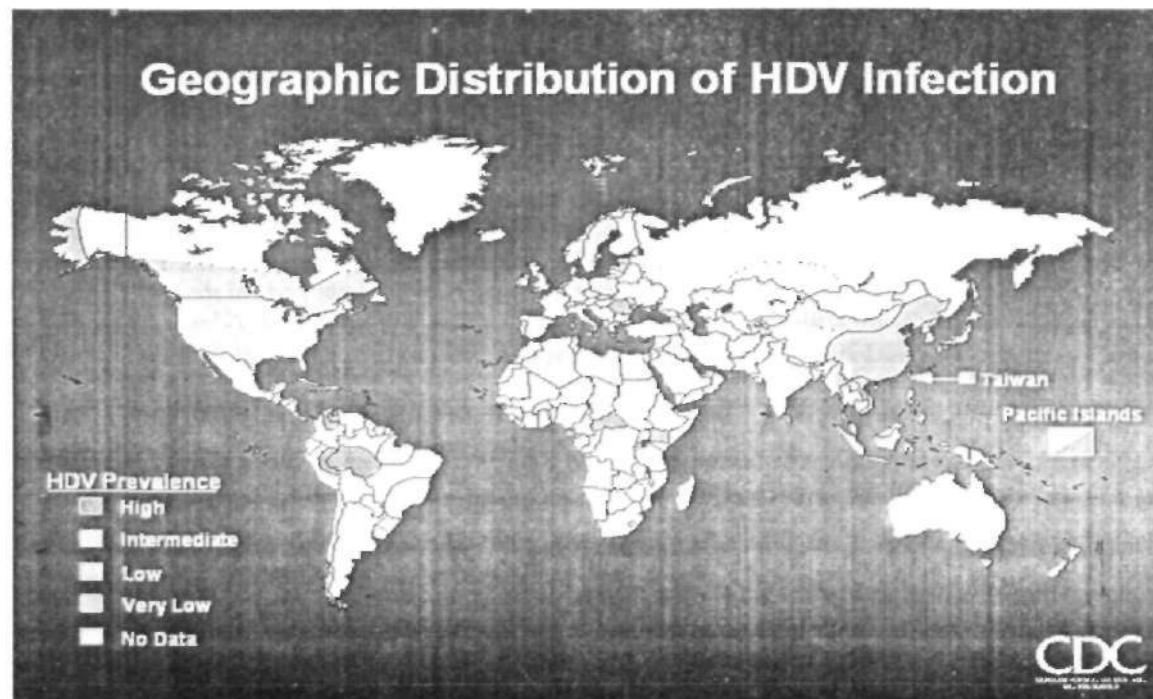 Geographic Distribution of HDV Infection
Taiwan
Pacific Islands
HDV Prevalence
High
Intermediate
Low
Very Low
No Data
CDC